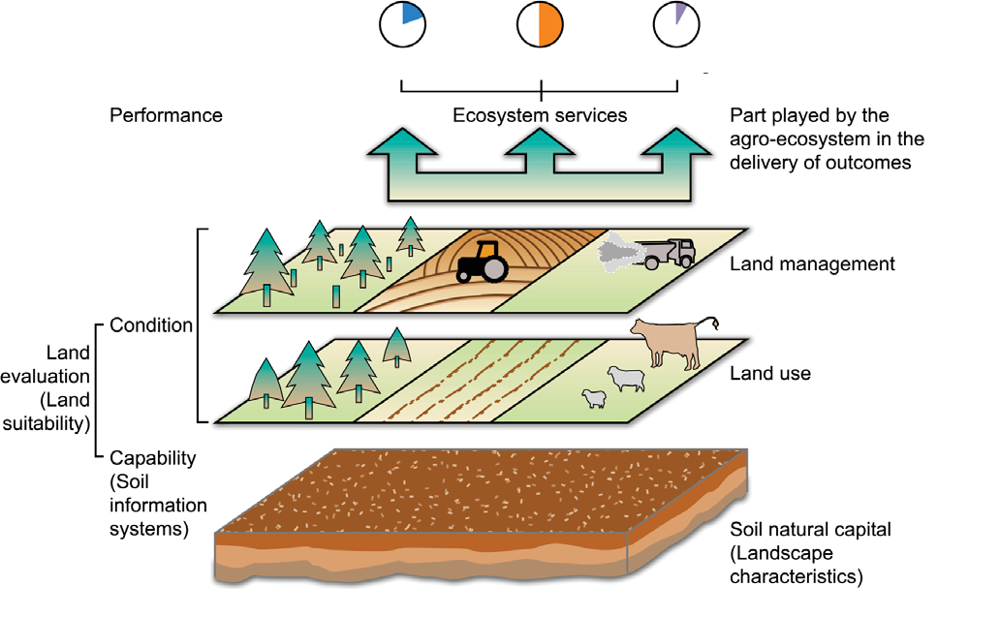 Performance
Ecosystem services
Part played by the
agro-ecosystem in the
delivery of outcomes
Land management
Condition
Land
evaluation
(Land
suitability)
Land use
Capability
(Soil
information
systems)
Soil natural capital
(Landscape
characteristics)